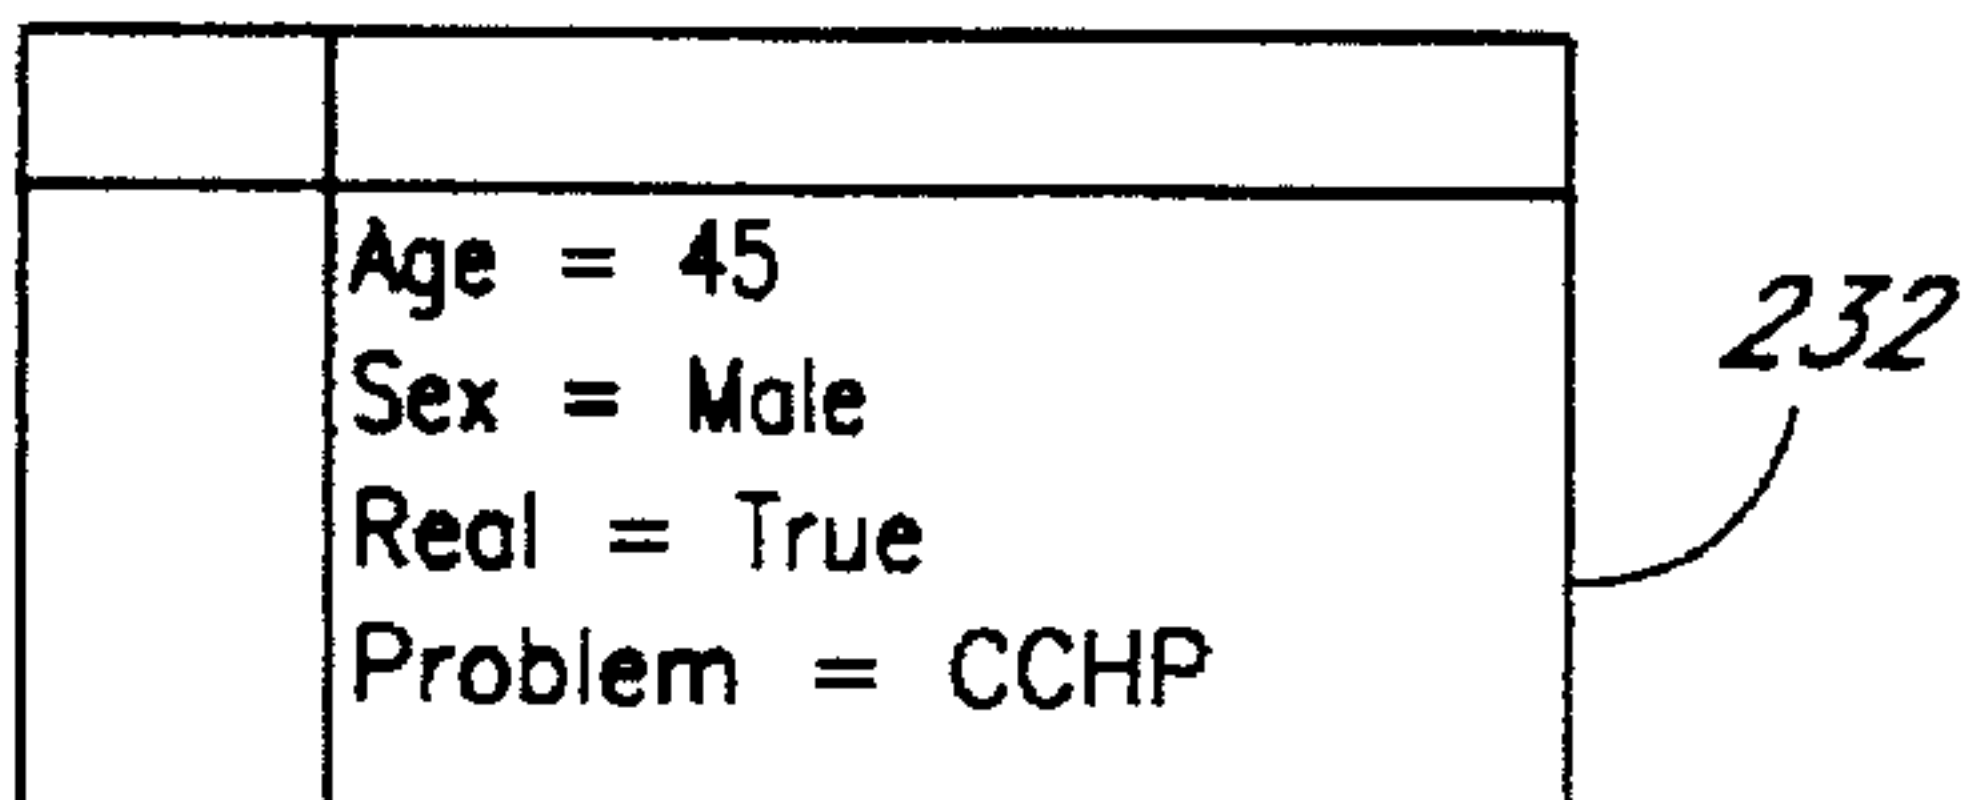 Age = 45
Sex = Male
Real = True
Problem = CCHP
232